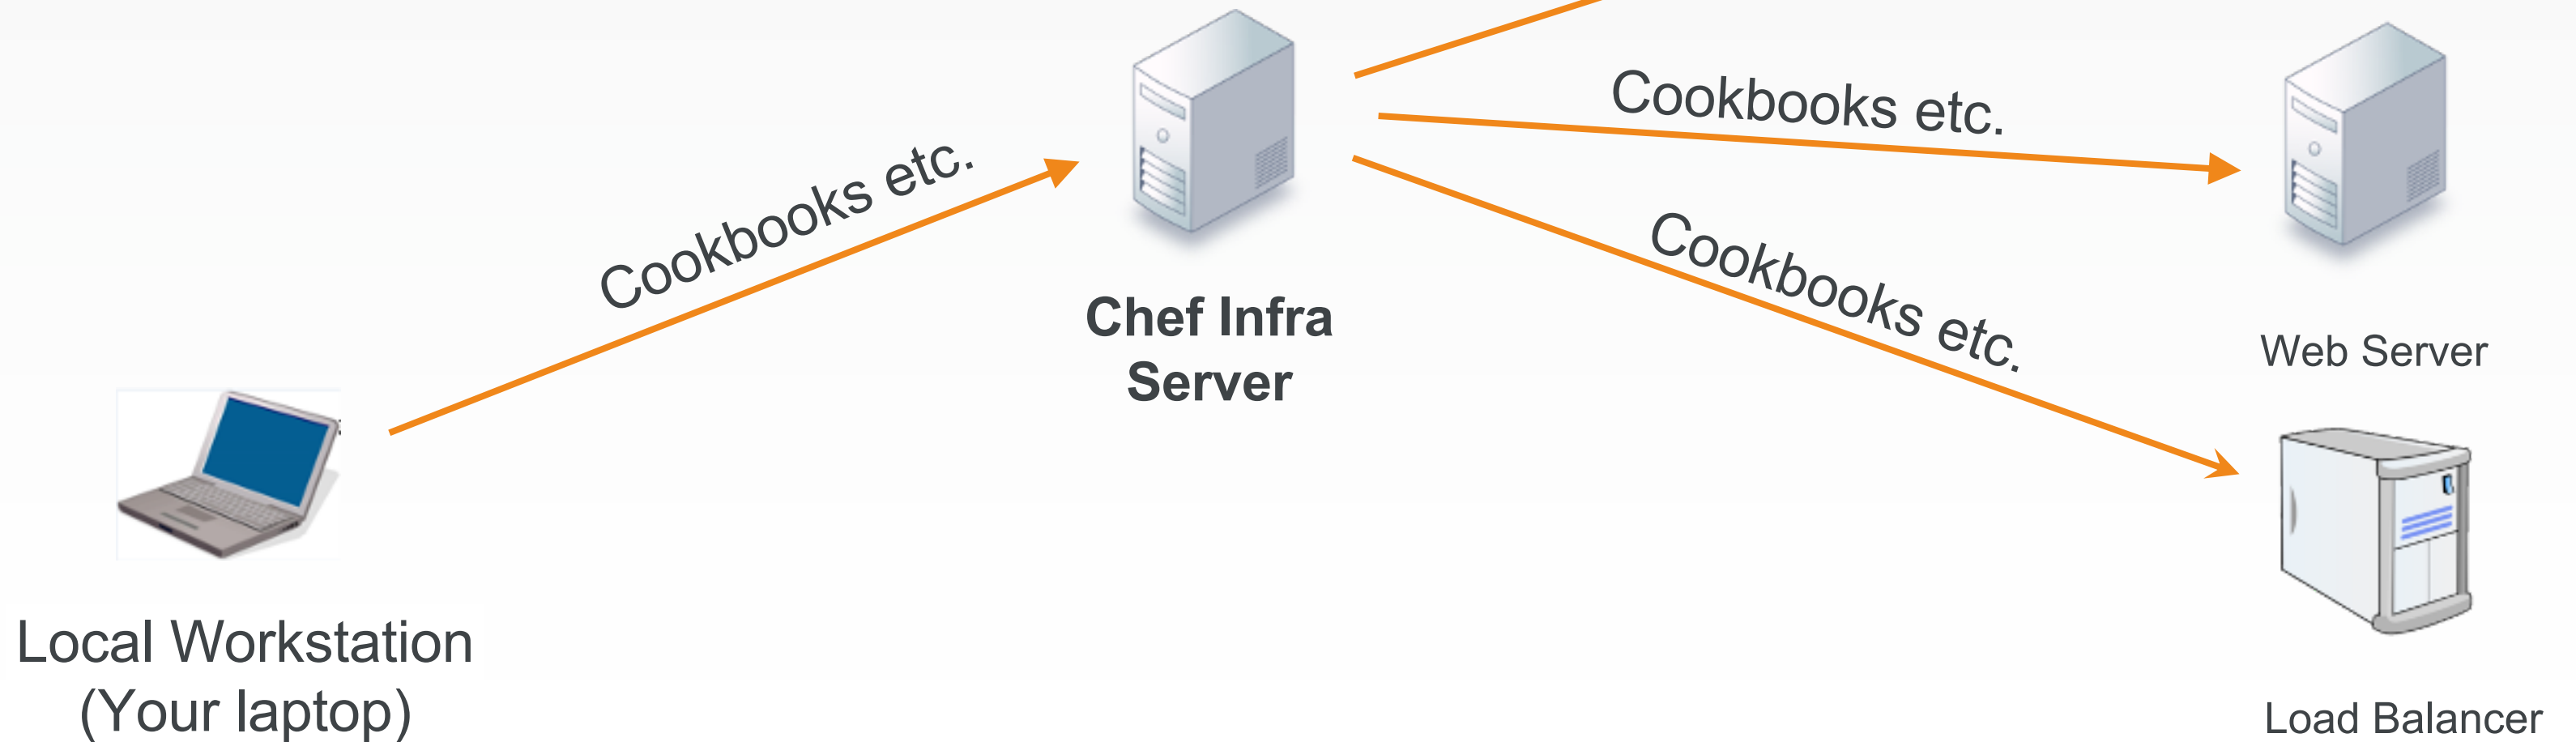 Cookbooks etc.
Cookbooks etc.
Cookbooks etc.
Chef Infra
Server
Web Server
Local Workstation
(Your laptop)
Load Balancer